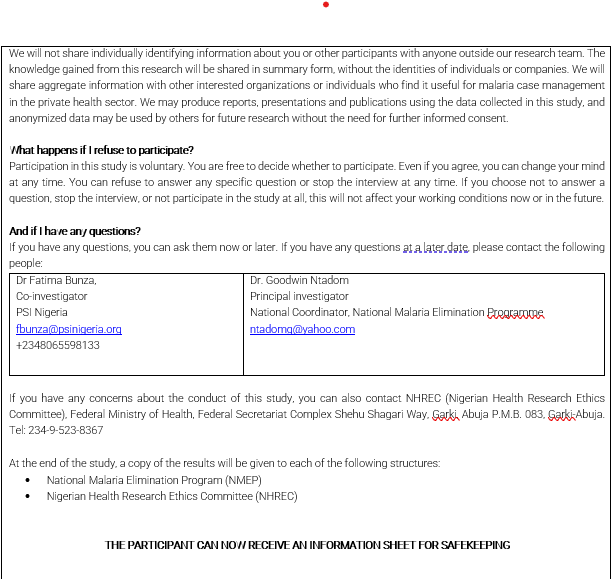 We will not share individually identifying information about you or other participants with anyone outside our research team. The
knowledge gained from this research will be shared in summary form, without the identities of individuals or companies. We will
share aggregate information with other interested organizations or individuals who find it useful for malaria case management
in the private health sector. We may produce reports, presentations and publications using the data collected in this study, and
anonymized data may be used by others for future research without the need for further informed consent.
What happens if I refuse to participate?
Participation in this study is voluntary. You are free to decide whether to participate. Even if you agree, you can change your mind
at any time. You can refuse to answer any specific question or stop the interview at any time. If you choose not to answer a
question, stop the interview, or not participate in the study at all, this will not affect your working conditions now or in the future.
And if I have any questions?
If you have any questions, you can ask them now or later. If you have any questions at a later date, please contact the following
people:
Dr Fatima Bunza,
Co-investigator
PSI Nigeria
fbunza@psinigeria.org
+2348065598133
Dr. Goodwin Ntadom
Principal investigator
National Coordinator, National Malaria Elimination Programme
ntadomg@yahoo.com
If you have any concerns about the conduct of this study, you can also contact NHREC (Nigerian Health Research Ethics
Committee), Federal Ministry of Health, Federal Secretariat Complex Shehu Shagari Way, Garki, Abuja P.M.B. 083, Garki-Abuja.
Tel: 234-9-523-8367
At the end of the study, a copy of the results will be given to each of the following structures:
• National Malaria Elimination Program (NMEP)
• Nigerian Health Research Ethics Committee (NHREC)
THE PARTICIPANT CAN NOW RECEIVE AN INFORMATION SHEET FOR SAFEKEEPING